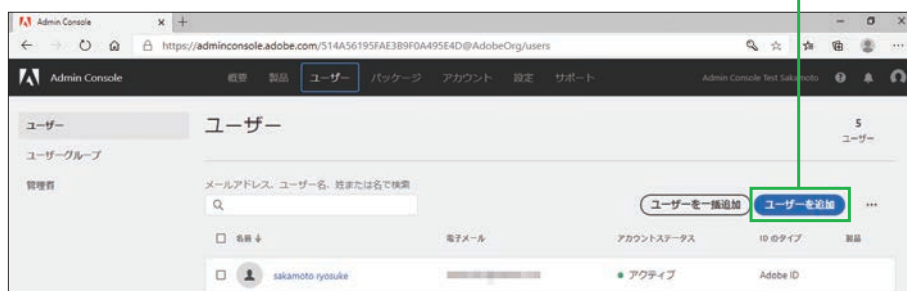 Admin Console
https://adminconsole.adobe.com/514A56195FAE3B9F0A495E4D@AdobeOrg/users
Admin Console 概要 製品 ユーザー パッケージ アカウント 設定 サポート Admin Console Test Sakamoto
ユーザー
ユーザーグループ
管理者
ユーザー
5
ユーザー
メールアドレス、ユーザー名、姓または名で検索
ユーザーを一括追加 ユーザーを追加 ...
名前 ↓ 電子メール アカウントステータス ID のタイプ 製品
sakamoto ryosuke アクティブ Adobe ID